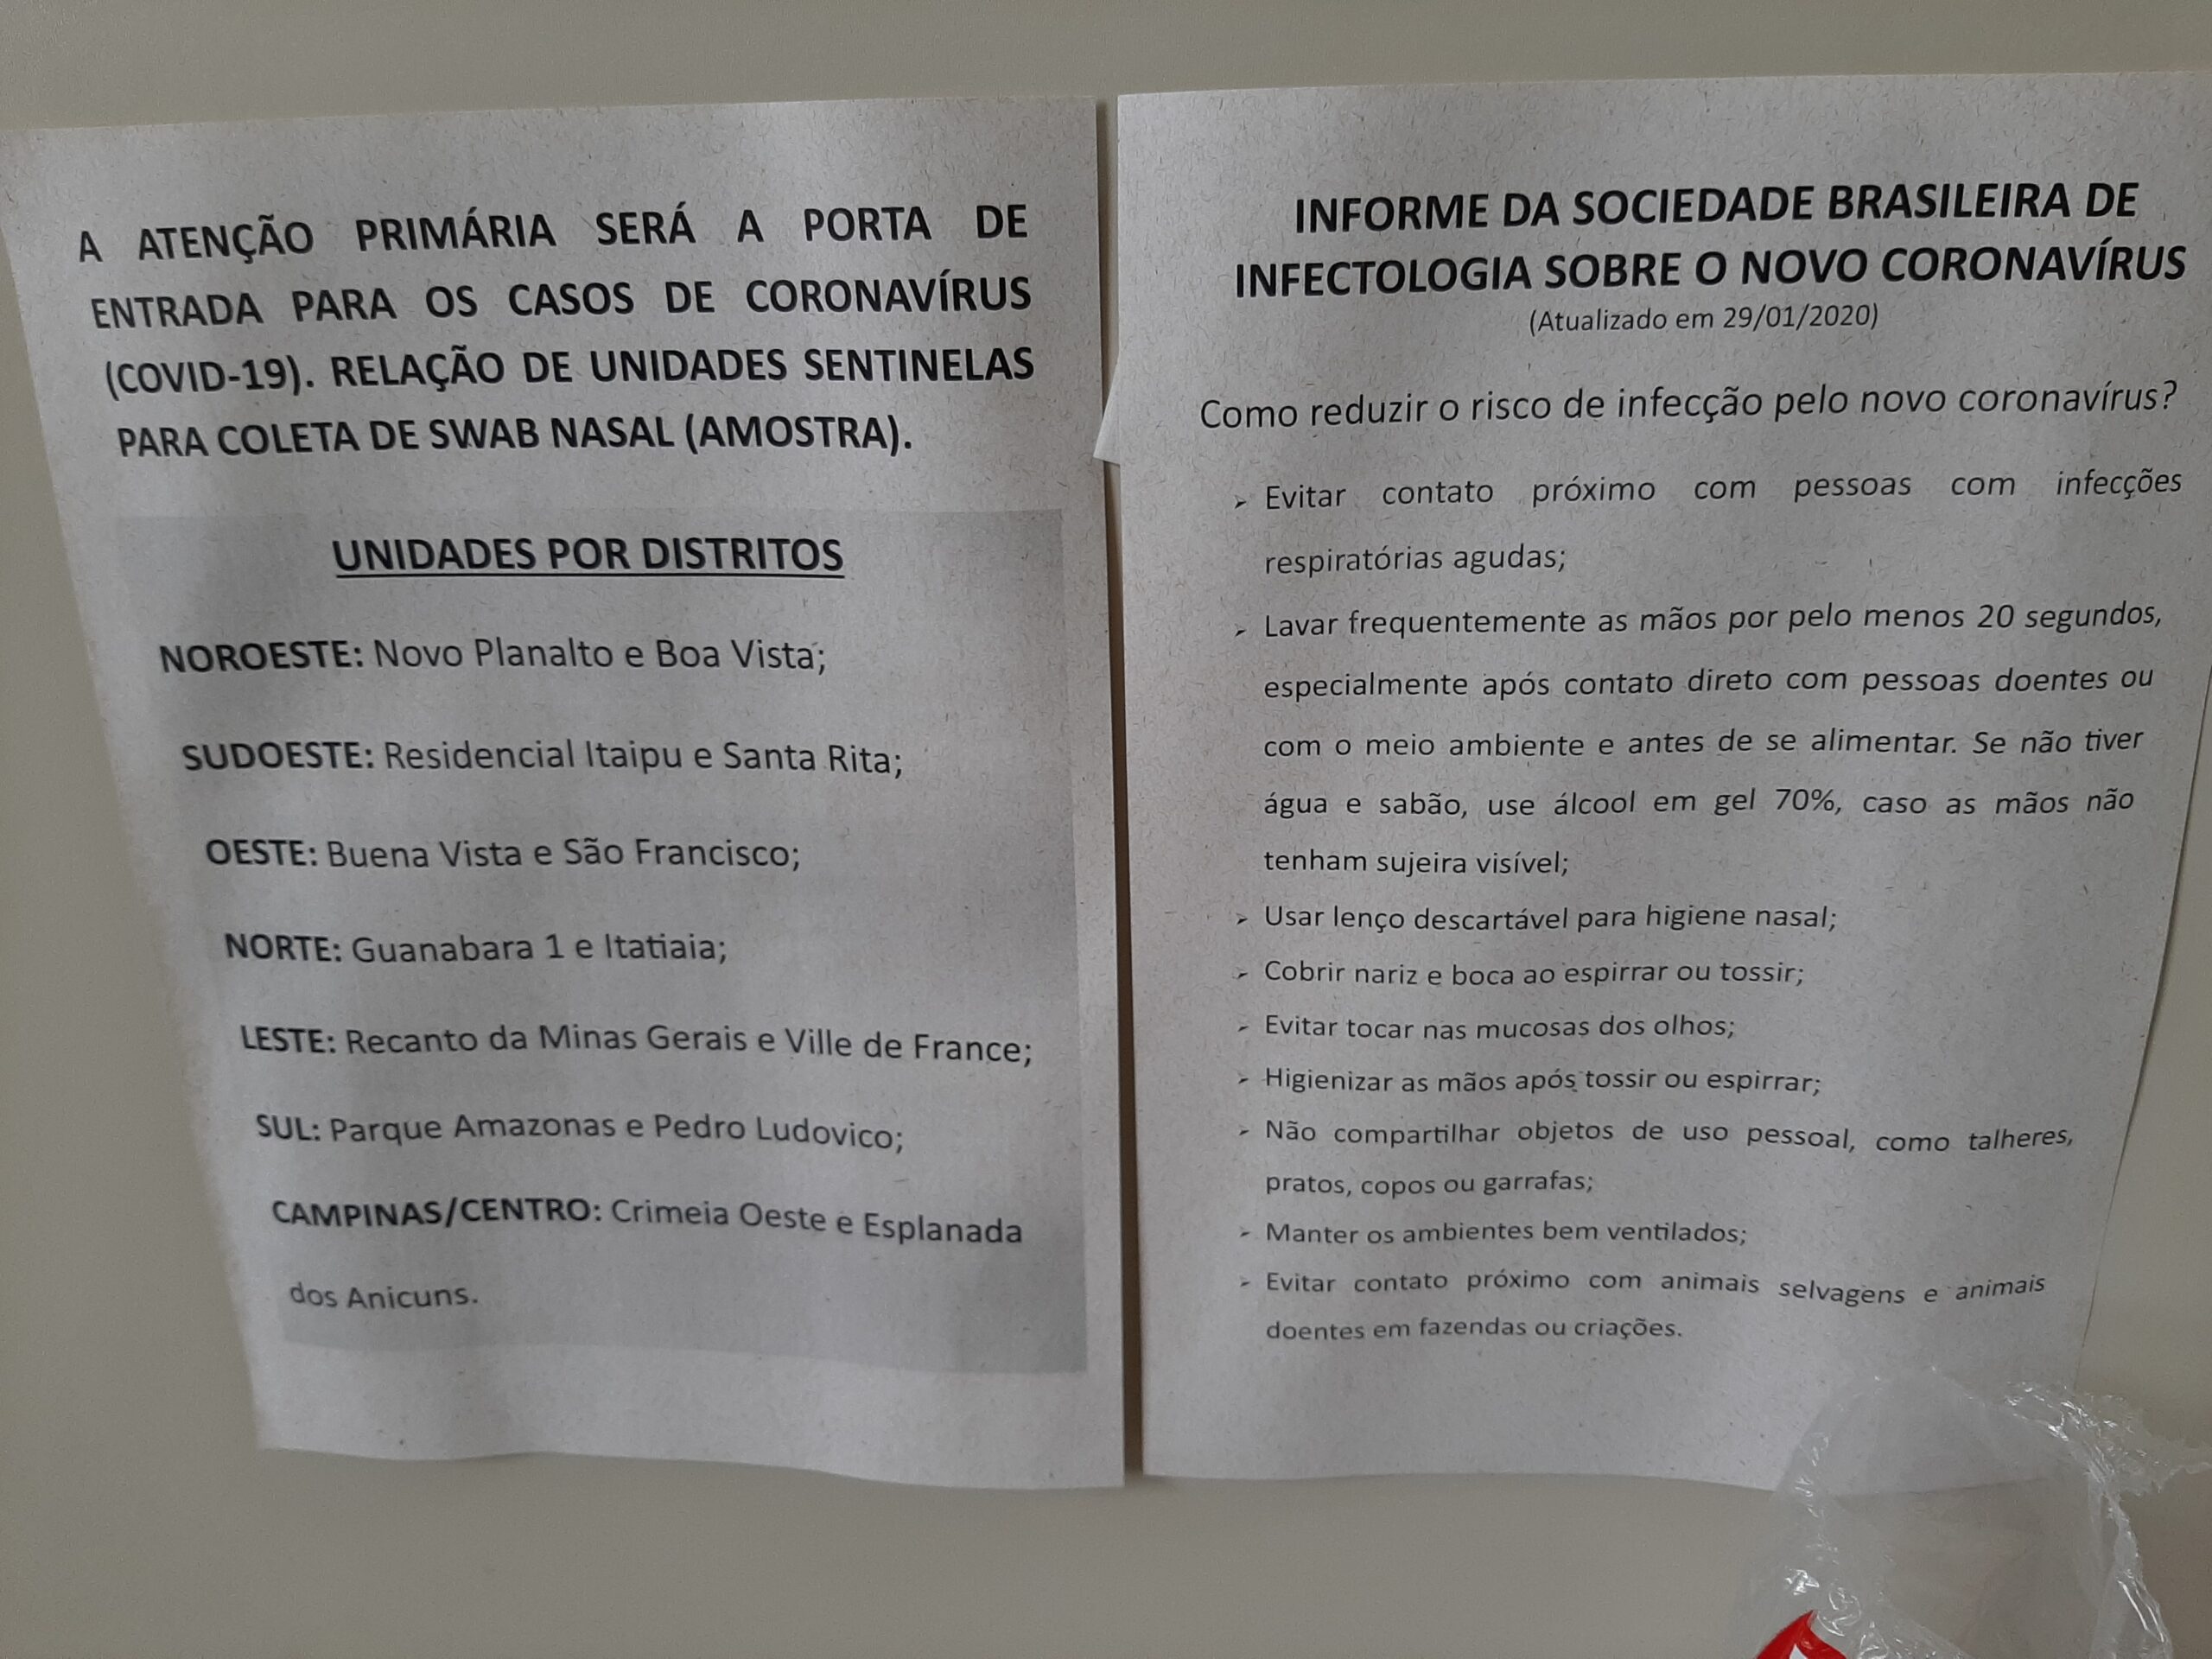 A ATENÇÃO PRIMÁRIA SERÁ A PORTA DE
ENTRADA PARA OS CASOS DE CORONAVÍRUS
(COVID-19). RELAÇÃO DE UNIDADES SENTINELAS
PARA COLETA DE SWAB NASAL (AMOSTRA).
UNIDADES POR DISTRITOS
NOROESTE: Novo Planalto e Boa Vista;
SUDOESTE: Residencial Itaipu e Santa Rita;
OESTE: Buena Vista e São Francisco;
NORTE: Guanabara 1 e Itatiaia;
LESTE: Recanto da Minas Gerais e Ville de France;
SUL: Parque Amazonas e Pedro Ludovico;
CAMPINAS/CENTRO: Crimeia Oeste e Esplanada
dos Anicuns.
INFORME DA SOCIEDADE BRASILEIRA DE
INFECTOLOGIA SOBRE O NOVO CORONAVÍRUS
(Atualizado em 29/01/2020)
Como reduzir o risco de infecção pelo novo coronavírus?
➢ Evitar contato próximo com pessoas com infecções
respiratórias agudas;
➢ Lavar frequentemente as mãos por pelo menos 20 segundos,
especialmente após contato direto com pessoas doentes ou
com o meio ambiente e antes de se alimentar. Se não tiver
água e sabão, use álcool em gel 70%, caso as mãos não
tenham sujeira visível;
➢ Usar lenço descartável para higiene nasal;
➢ Cobrir nariz e boca ao espirrar ou tossir;
➢ Evitar tocar nas mucosas dos olhos;
➢ Higienizar as mãos após tossir ou espirrar;
➢ Não compartilhar objetos de uso pessoal, como talheres,
pratos, copos ou garrafas;
➢ Manter os ambientes bem ventilados;
➢ Evitar contato próximo com animais selvagens e animais
doentes em fazendas ou criações.